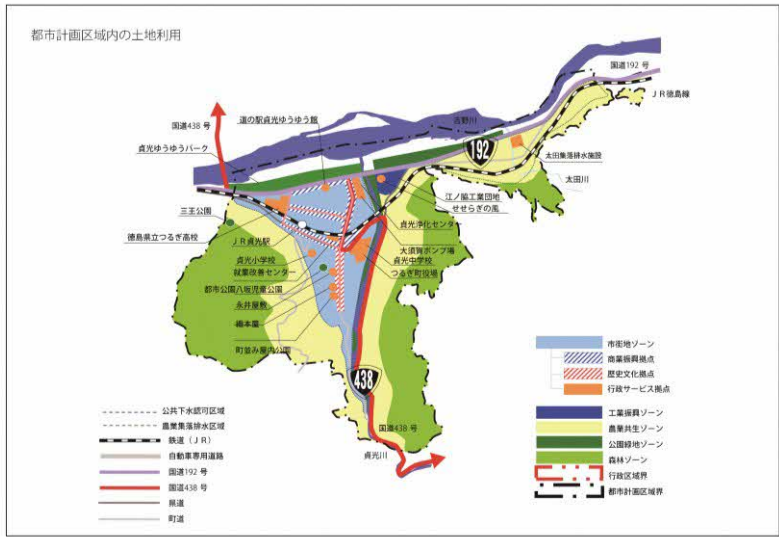 都市計画区域内の土地利用
国道192 号
JR徳島線
国道438 号
道の駅貞光ゆうゆう館
吉野川
貞光ゆうゆうパーク
192
太田集落排水施設
太田川
江ノ脇工業団地
せせらぎの風
三王公園
貞光浄化センター
徳島県立つるぎ高校
JR貞光駅
大須賀ポンプ場
貞光小学校
貞光中学校
就業改善センター
つるぎ町役場
都市公園八坂児童公園
永井屋敷
織本屋
町並み屋内公園
438
国道438 号
貞光川
市街地ゾーン
商業振興拠点
歴史文化拠点
行政サービス拠点
工業振興ゾーン
農業共生ゾーン
公園緑地ゾーン
森林ゾーン
行政区域界
都市計画区域界
公共下水認可区域
農業集落排水区域
鉄道（JR）
自動車専用道路
国道192 号
国道438 号
県道
町道